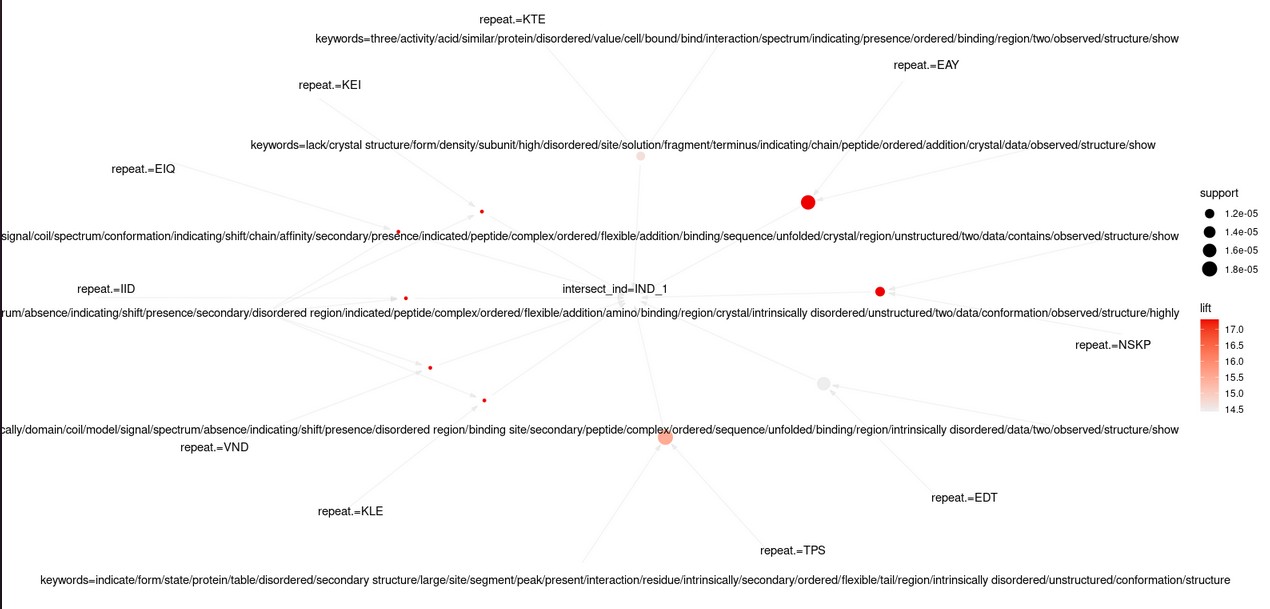 repeat.=KTE
keywords=three/activity/acid/similar/protein/disordered/value/cell/bound/bind/interaction/spectrum/indicating/presence/ordered/binding/region/two/observed/structure/show
repeat.=EAY
repeat.=KEI
keywords=lack/crystal structure/form/density/subunit/high/disordered/site/solution/fragment/terminus/indicating/chain/peptide/ordered/addition/crystal/data/observed/structure/show
repeat.=EIQ
support
1.2e-05
1.4e-05
1.6e-05
1.8e-05
signal/coil/spectrum/conformation/indicating/shift/chain/affinity/secondary/presence/indicated/peptide/complex/ordered/flexible/addition/binding/sequence/unfolded/crystal/region/unstructured/two/data/contains/observed/structure/show
repeat.=IID
intersect_ind=IND_1
rum/absence/indicating/shift/presence/secondary/disordered region/indicated/peptide/complex/ordered/flexible/addition/amino/binding/region/crystal/intrinsically disordered/unstructured/two/data/conformation/observed/structure/highly
lift
17.0
16.5
16.0
15.5
15.0
14.5
repeat.=NSKP
cally/domain/coil/model/signal/spectrum/absence/indicating/shift/presence/disordered region/binding site/secondary/peptide/complex/ordered/sequence/unfolded/binding/region/intrinsically disordered/data/two/observed/structure/show
repeat.=VND
repeat.=EDT
repeat.=KLE
repeat.=TPS
keywords=indicate/form/state/protein/table/disordered/secondary structure/large/site/segment/peak/present/interaction/residue/intrinsically/secondary/ordered/flexible/tail/region/intrinsically disordered/unstructured/conformation/structure